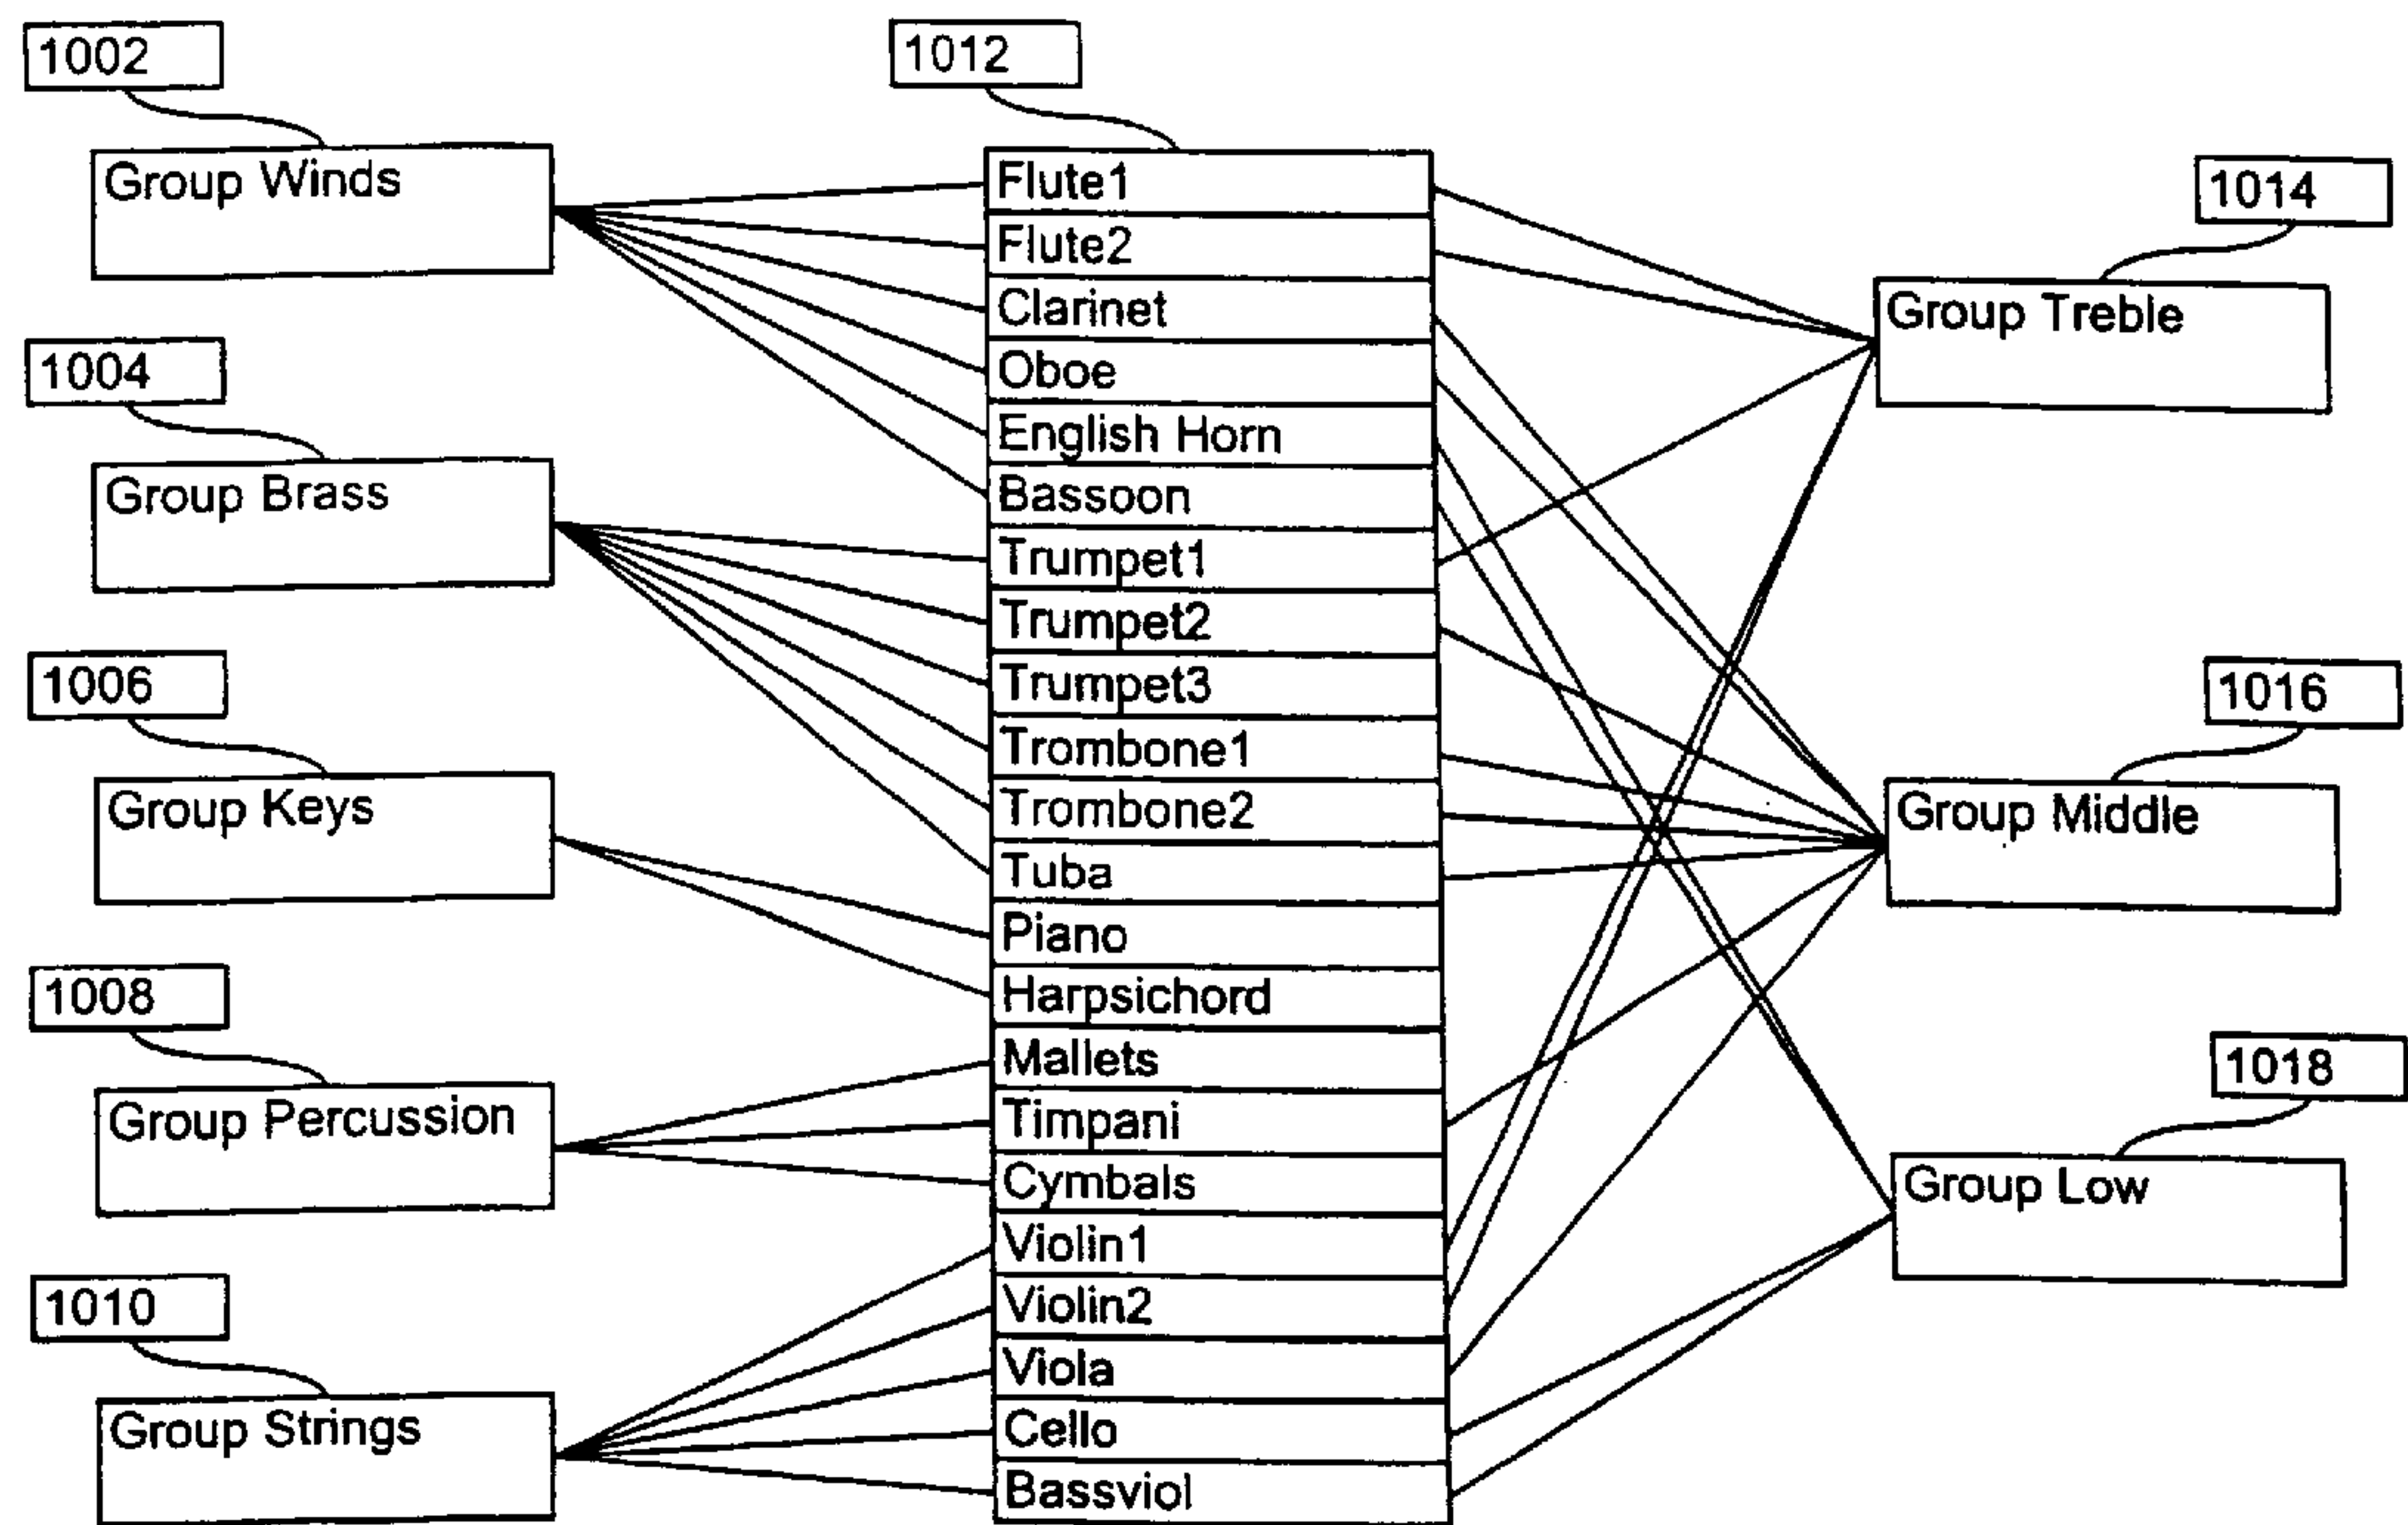 1002
Group Winds
1004
Group Brass
1006
Group Keys
1008
Group Percussion
1010
Group Strings
1012
Flute1
Flute2
Clarinet
Oboe
English Horn
Bassoon
Trumpet1
Trumpet2
Trumpet3
Trombone1
Trombone2
Tuba
Piano
Harpsichord
Mallets
Timpani
Cymbals
Violin1
Violin2
Viola
Cello
Bassviol
1014
Group Treble
1016
Group Middle
1018
Group Low